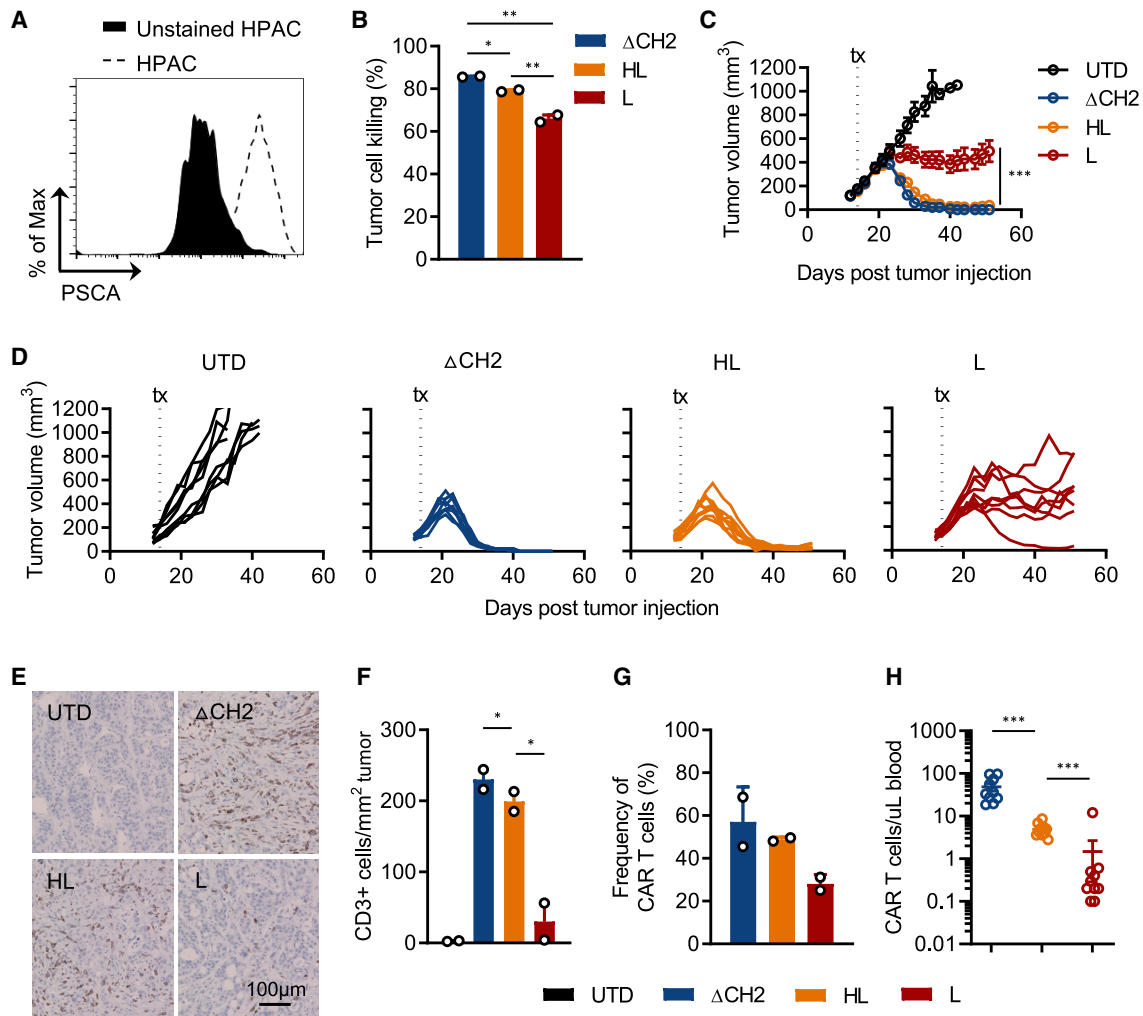 A
Unstained HPAC
HPAC
% of Max
PSCA
B
**
*
**
ΔCH2
HL
L
Tumor cell killing (%)
100
80
60
40
20
0
C
tx
Tumor volume (mm³)
1200
1000
800
600
400
200
0
0 20 40 60
Days post tumor injection
UTD
ΔCH2
HL
L
***
D
UTD
ΔCH2
HL
L
tx
tx
tx
tx
Tumor volume (mm³)
1200
1000
800
600
400
200
0
0 20 40 60
0 20 40 60
0 20 40 60
0 20 40 60
Days post tumor injection
E
UTD
ΔCH2
HL
L
100µm
F
*
*
CD3+ cells/mm² tumor
300
200
100
0
G
Frequency of
CAR T cells (%)
100
80
60
40
20
0
H
***
***
CAR T cells/uL blood
1000
100
10
1
0.1
0.01
UTD ΔCH2 HL L